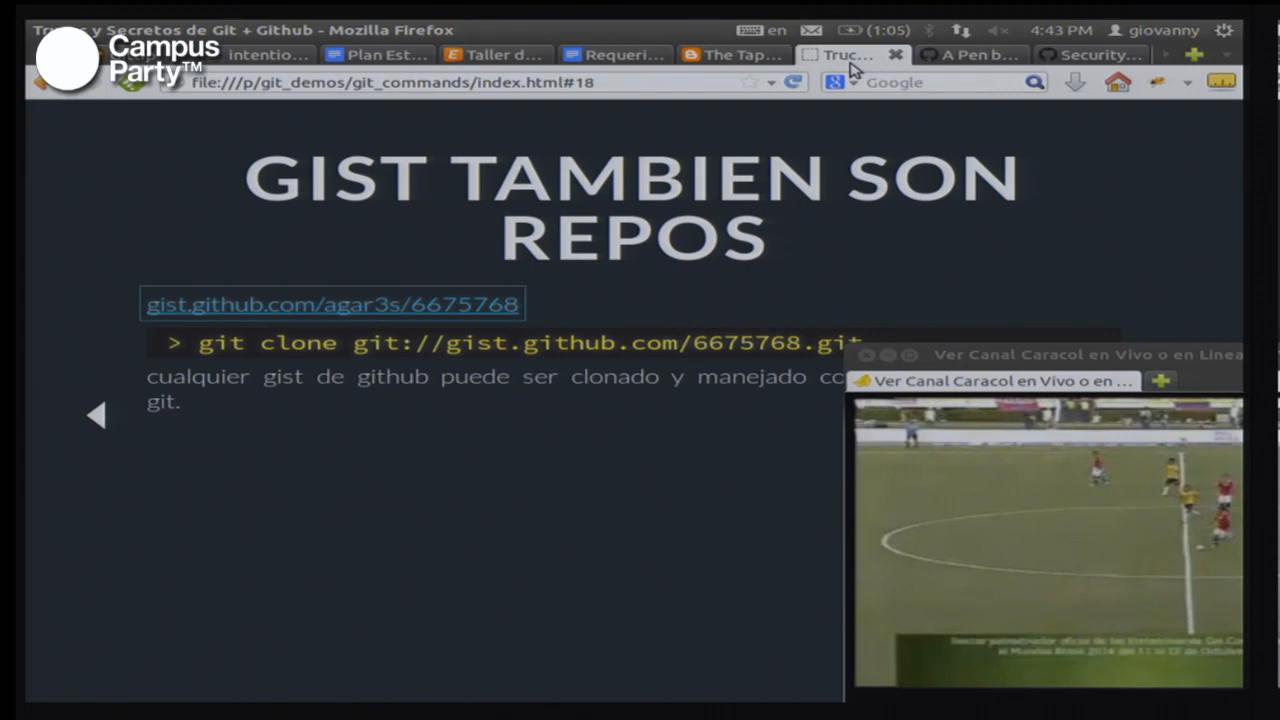 Campus
Party™
y Secretos de Git + Github - Mozilla Firefox
en
(1:05)
4:43 PM
giovanny
intentio...
Plan Est...
Taller d...
Requeri...
The Tap...
Truc...
A Pen b...
Security...
file:///p/git_demos/git_commands/index.html#18
Google
GIST TAMBIEN SON
REPOS
gist.github.com/agar3s/6675768
> git clone git://gist.github.com/6675768.git
cualquier gist de github puede ser clonado y manejado co
git.
Ver Canal Caracol en Vivo o en Linea
Ver Canal Caracol en Vivo o en ...